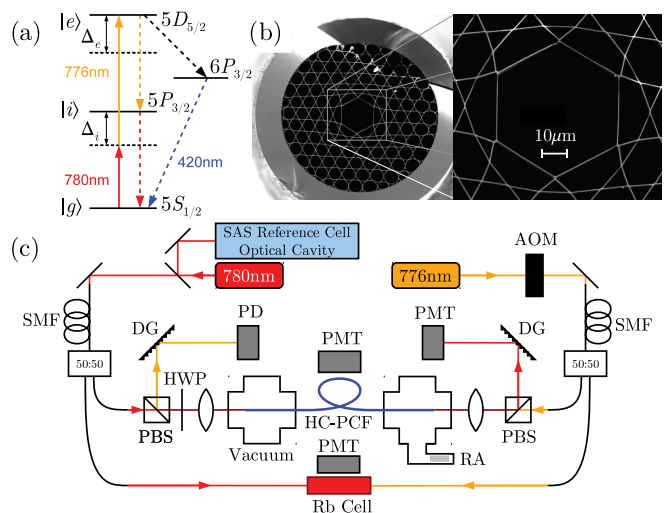 (a)
|e⟩
5D5/2
Δe
776nm
6P3/2
|i⟩
5P3/2
Δi
420nm
780nm
|g⟩
5S1/2
(b)
10μm
(c)
SAS Reference Cell
Optical Cavity
780nm
776nm
AOM
SMF
DG
PD
PMT
PMT
DG
SMF
50:50
50:50
HWP
PBS
Vacuum
HC-PCF
PBS
RA
PMT
Rb Cell